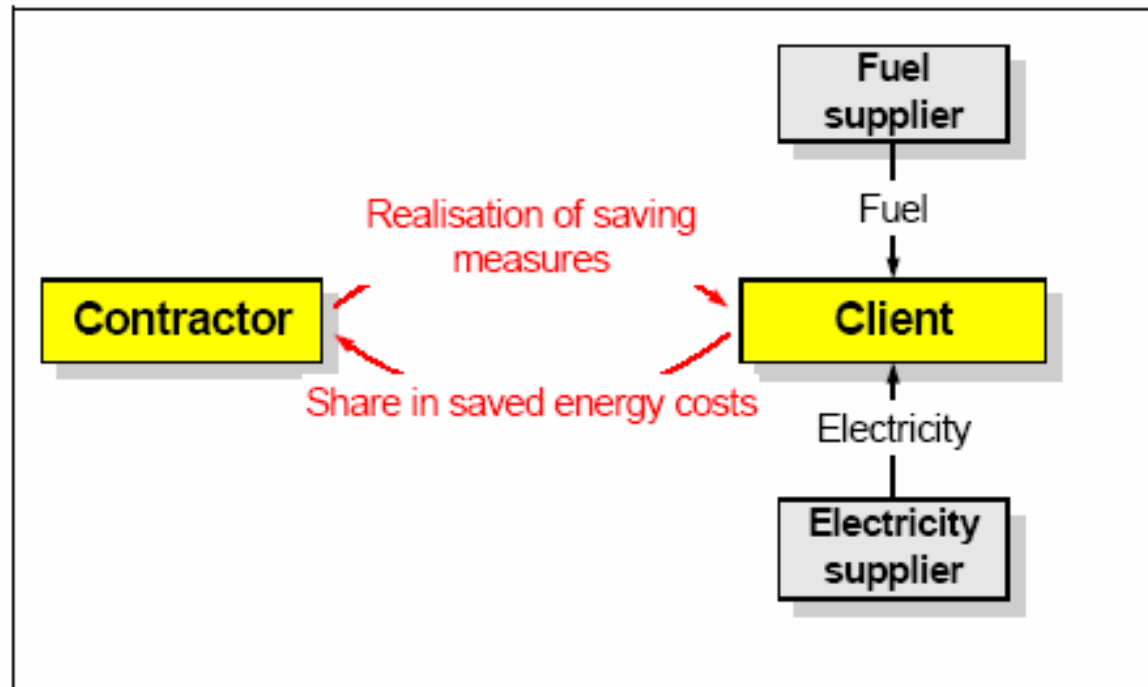 Fuel
supplier
Fuel
Realisation of saving
measures
Contractor
Client
Share in saved energy costs
Electricity
Electricity
supplier